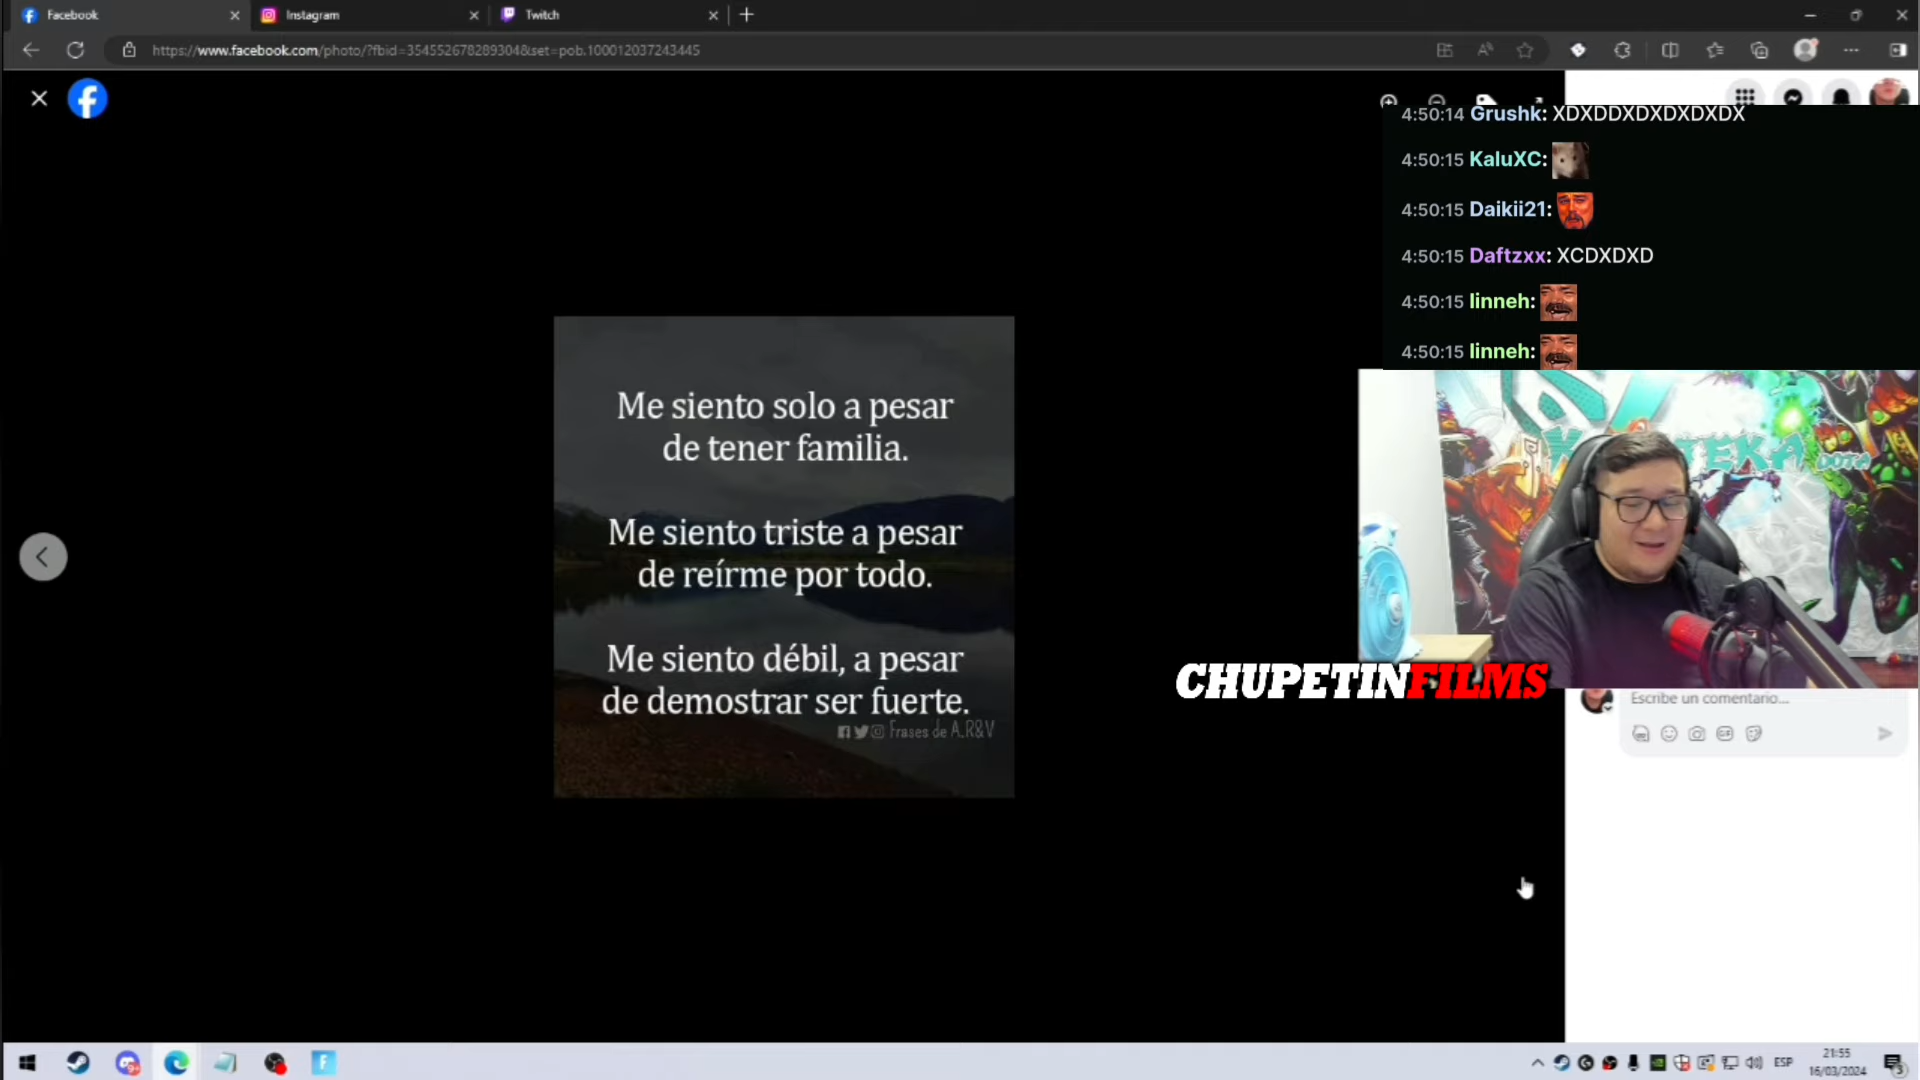 Facebook
Instagram
Twitch
https://www.facebook.com/photo/?fbid=3545526782893048&set=pob.100012037243445
4:50:14 Grushk: XDXDDXDXDXDXDX
4:50:15 KaluXC:
4:50:15 Daikii21:
4:50:15 Daftzxx: XCDXDXD
4:50:15 linneh:
4:50:15 linneh:
Me siento solo a pesar
de tener familia.
Me siento triste a pesar
de reírme por todo.
Me siento débil, a pesar
de demostrar ser fuerte.
Frases de A.R&V
DOTA
CHUPETINFILMS
Escribe un comentario...
GIF
ESP
21:55
16/03/2024